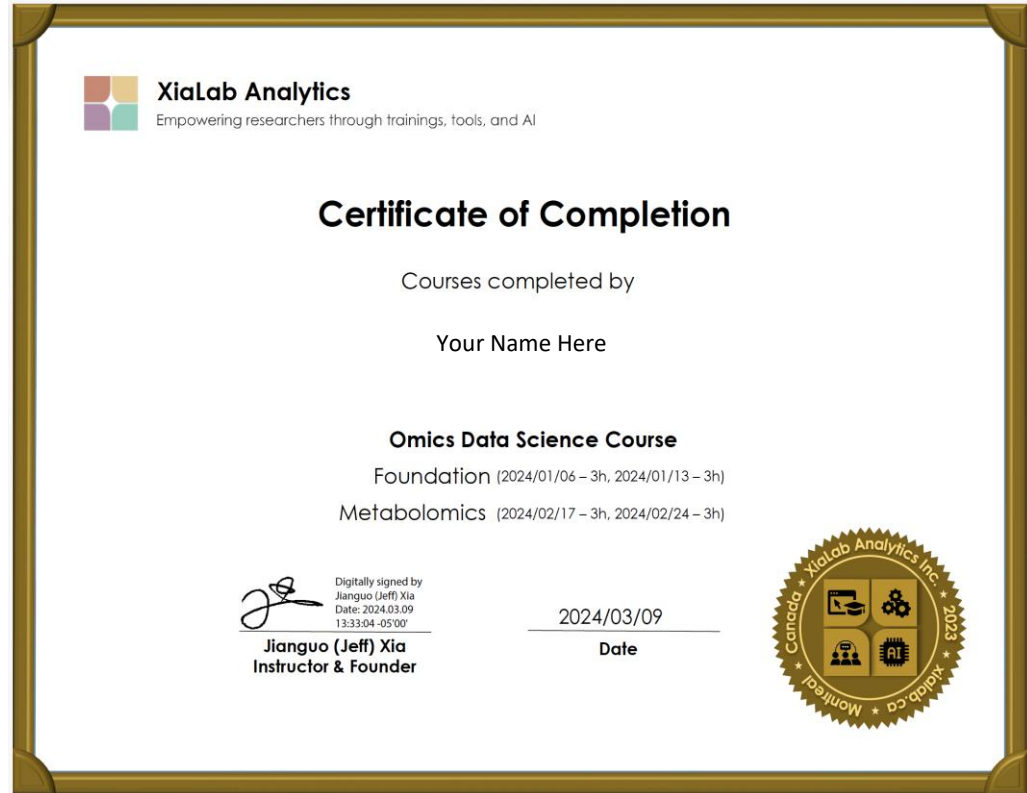 XiaLab Analytics
Empowering researchers through trainings, tools, and AI
Certificate of Completion
Courses completed by
Your Name Here
Omics Data Science Course
Foundation (2024/01/06 – 3h, 2024/01/13 – 3h)
Metabolomics (2024/02/17 – 3h, 2024/02/24 – 3h)
Digitally signed by
Jianguo (Jeff) Xia
Date: 2024.03.09
13:33:04 -05'00'
Jianguo (Jeff) Xia
Instructor & Founder
2024/03/09
Date
XiaLab Analytics Inc. ★ 2023 ★ xialab.ca ★ Montreal ★ Canada ★
AI